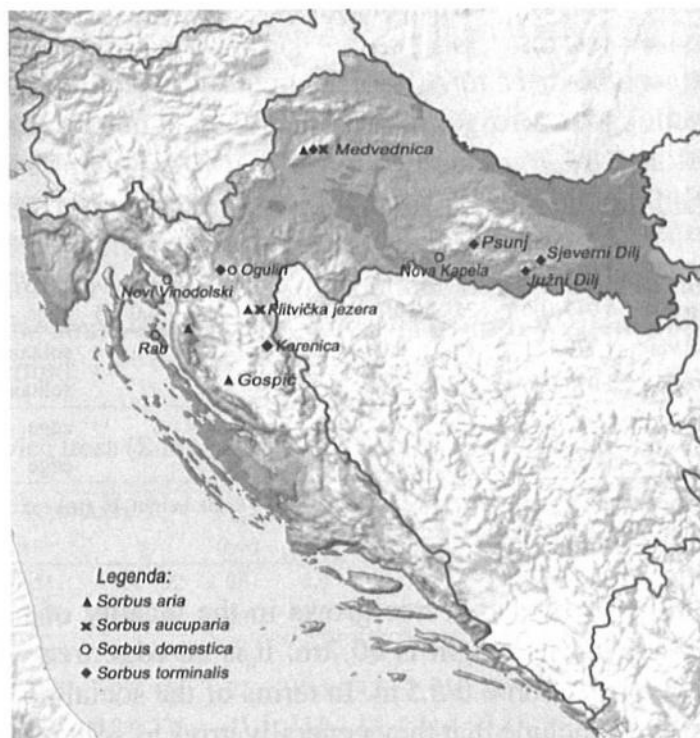 Medvednica
Psunj
Sjeverni Dilj
Nova Kapela
Južni Dilj
Ogulin
Novi Vinodolski
Plitvička jezera
Rab
Karenica
Gospić
Legenda:
Sorbus aria
Sorbus aucuparia
Sorbus domestica
Sorbus torminalis